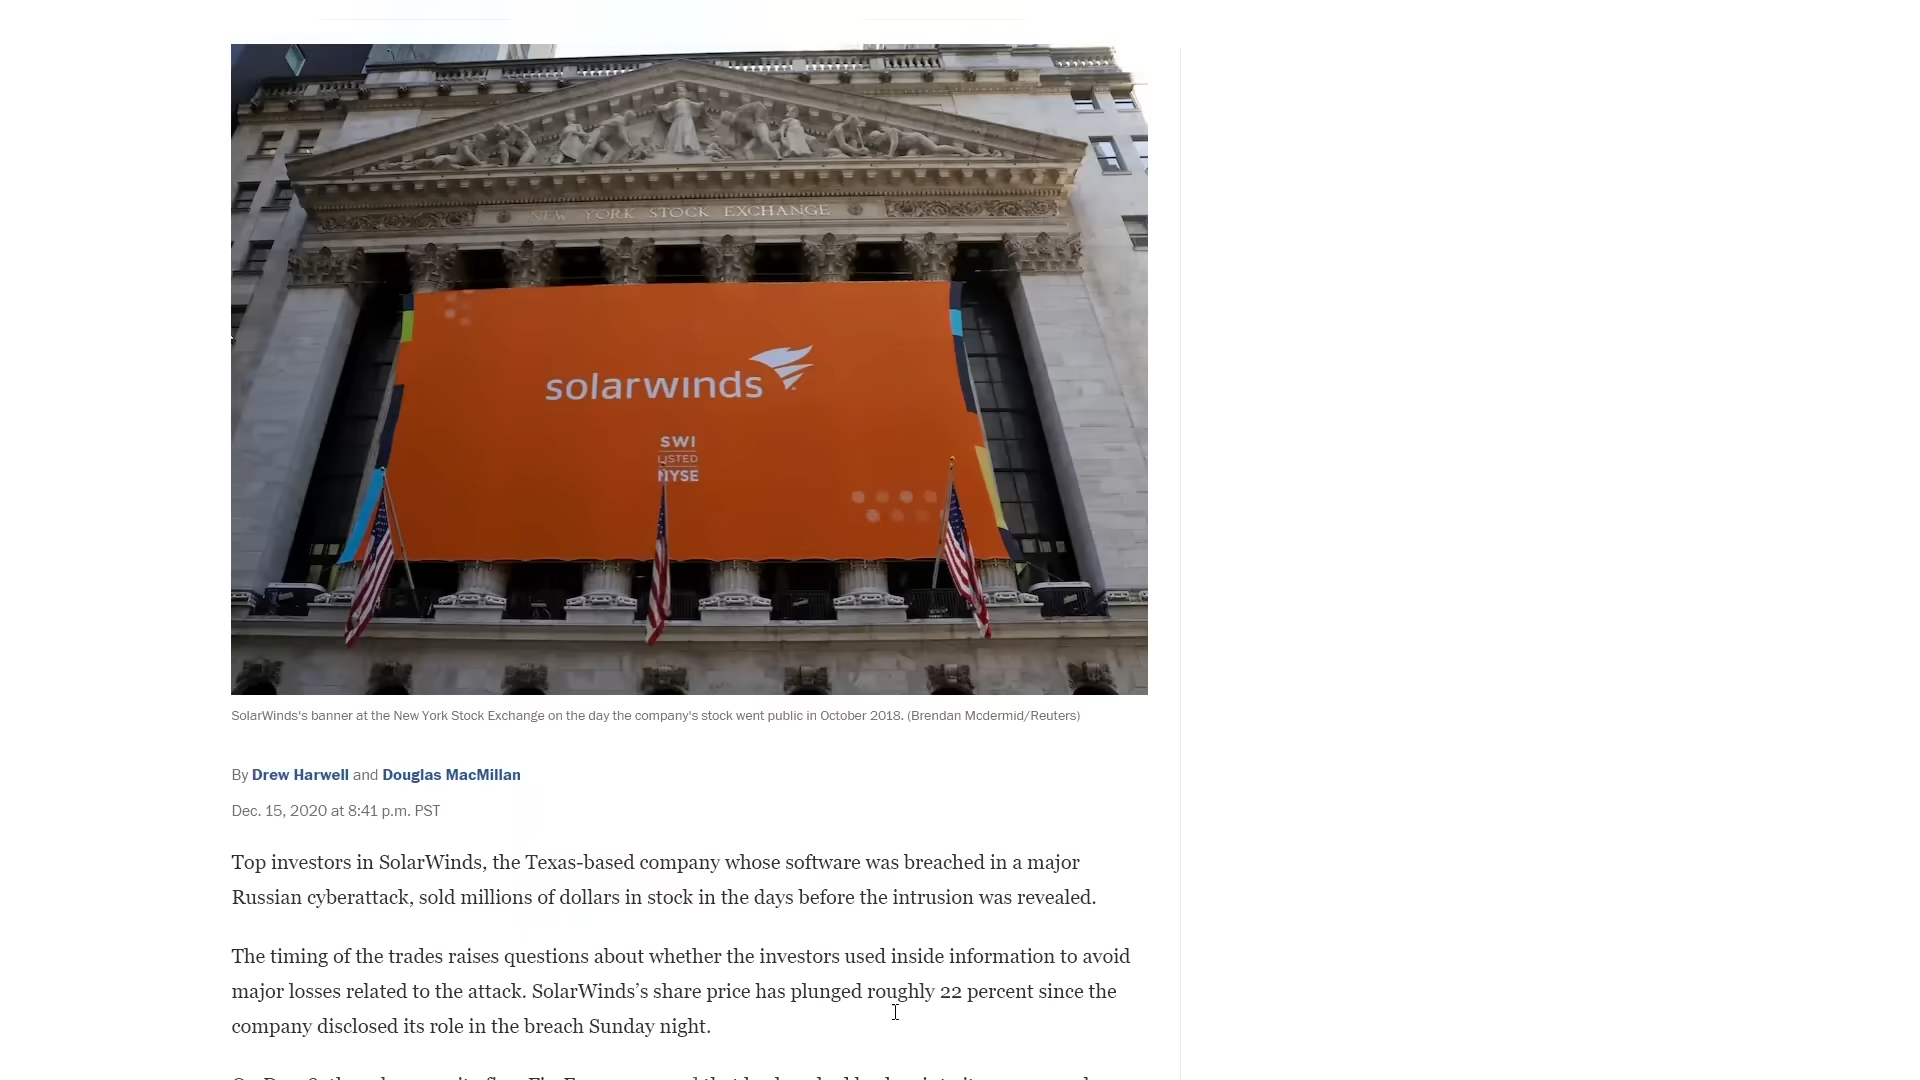 NEW YORK STOCK EXCHANGE
solarwinds
SWI
LISTED
NYSE
SolarWinds's banner at the New York Stock Exchange on the day the company's stock went public in October 2018. (Brendan Mcdermid/Reuters)
By Drew Harwell and Douglas MacMillan
Dec. 15, 2020 at 8:41 p.m. PST
Top investors in SolarWinds, the Texas-based company whose software was breached in a major
Russian cyberattack, sold millions of dollars in stock in the days before the intrusion was revealed.
The timing of the trades raises questions about whether the investors used inside information to avoid
major losses related to the attack. SolarWinds’s share price has plunged roughly 22 percent since the
company disclosed its role in the breach Sunday night.